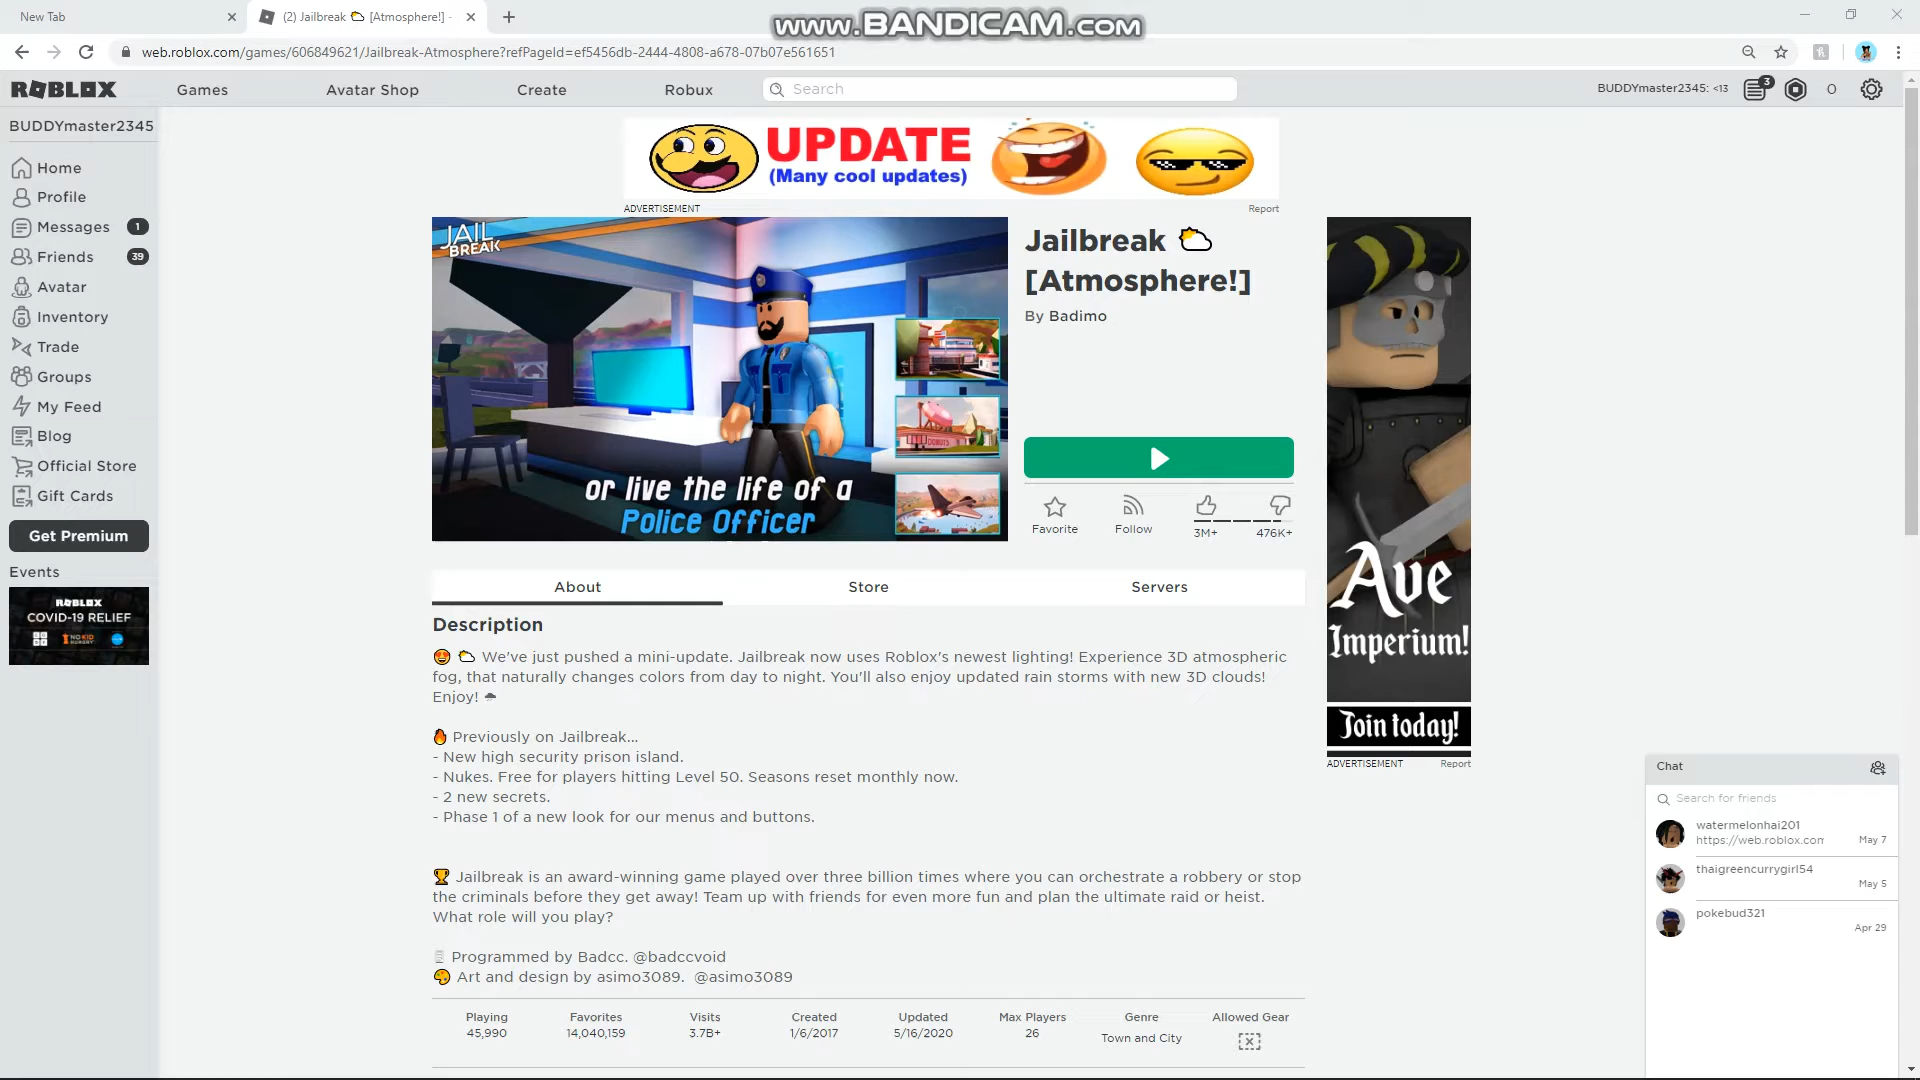 New Tab
(2) Jailbreak 🌤 [Atmosphere!] -
www.BANDICAM.com
web.roblox.com/games/606849621/Jailbreak-Atmosphere?refPageId=ef5456db-2444-4808-a678-07b07e561651
ROBLOX
Games
Avatar Shop
Create
Robux
Search
BUDDYmaster2345: <13
3
0
BUDDYmaster2345
Home
Profile
Messages 1
Friends 39
Avatar
Inventory
Trade
Groups
My Feed
Blog
Official Store
Gift Cards
Get Premium
Events
ROBLOX
COVID-19 RELIEF
NO KID
HUNGRY
UPDATE
(Many cool updates)
ADVERTISEMENT
Report
JAIL
BREAK
DONUTS
or live the life of a
Police Officer
Jailbreak 🌤
[Atmosphere!]
By Badimo
Favorite
Follow
3M+
476K+
Ave
Imperium!
Join today!
ADVERTISEMENT
Report
About
Store
Servers
Description
😍 🌤 We've just pushed a mini-update. Jailbreak now uses Roblox's newest lighting! Experience 3D atmospheric
fog, that naturally changes colors from day to night. You'll also enjoy updated rain storms with new 3D clouds!
Enjoy! 🌧
🔥 Previously on Jailbreak...
- New high security prison island.
- Nukes. Free for players hitting Level 50. Seasons reset monthly now.
- 2 new secrets.
- Phase 1 of a new look for our menus and buttons.
🏆 Jailbreak is an award-winning game played over three billion times where you can orchestrate a robbery or stop
the criminals before they get away! Team up with friends for even more fun and plan the ultimate raid or heist.
What role will you play?
Programmed by Badcc. @badccvoid
🎨 Art and design by asimo3089. @asimo3089
Playing
45,990
Favorites
14,040,159
Visits
3.7B+
Created
1/6/2017
Updated
5/16/2020
Max Players
26
Genre
Town and City
Allowed Gear
Chat
Search for friends
watermelonhai201
https://web.roblox.com
May 7
thaigreencurrygirl54
May 5
pokebud321
Apr 29